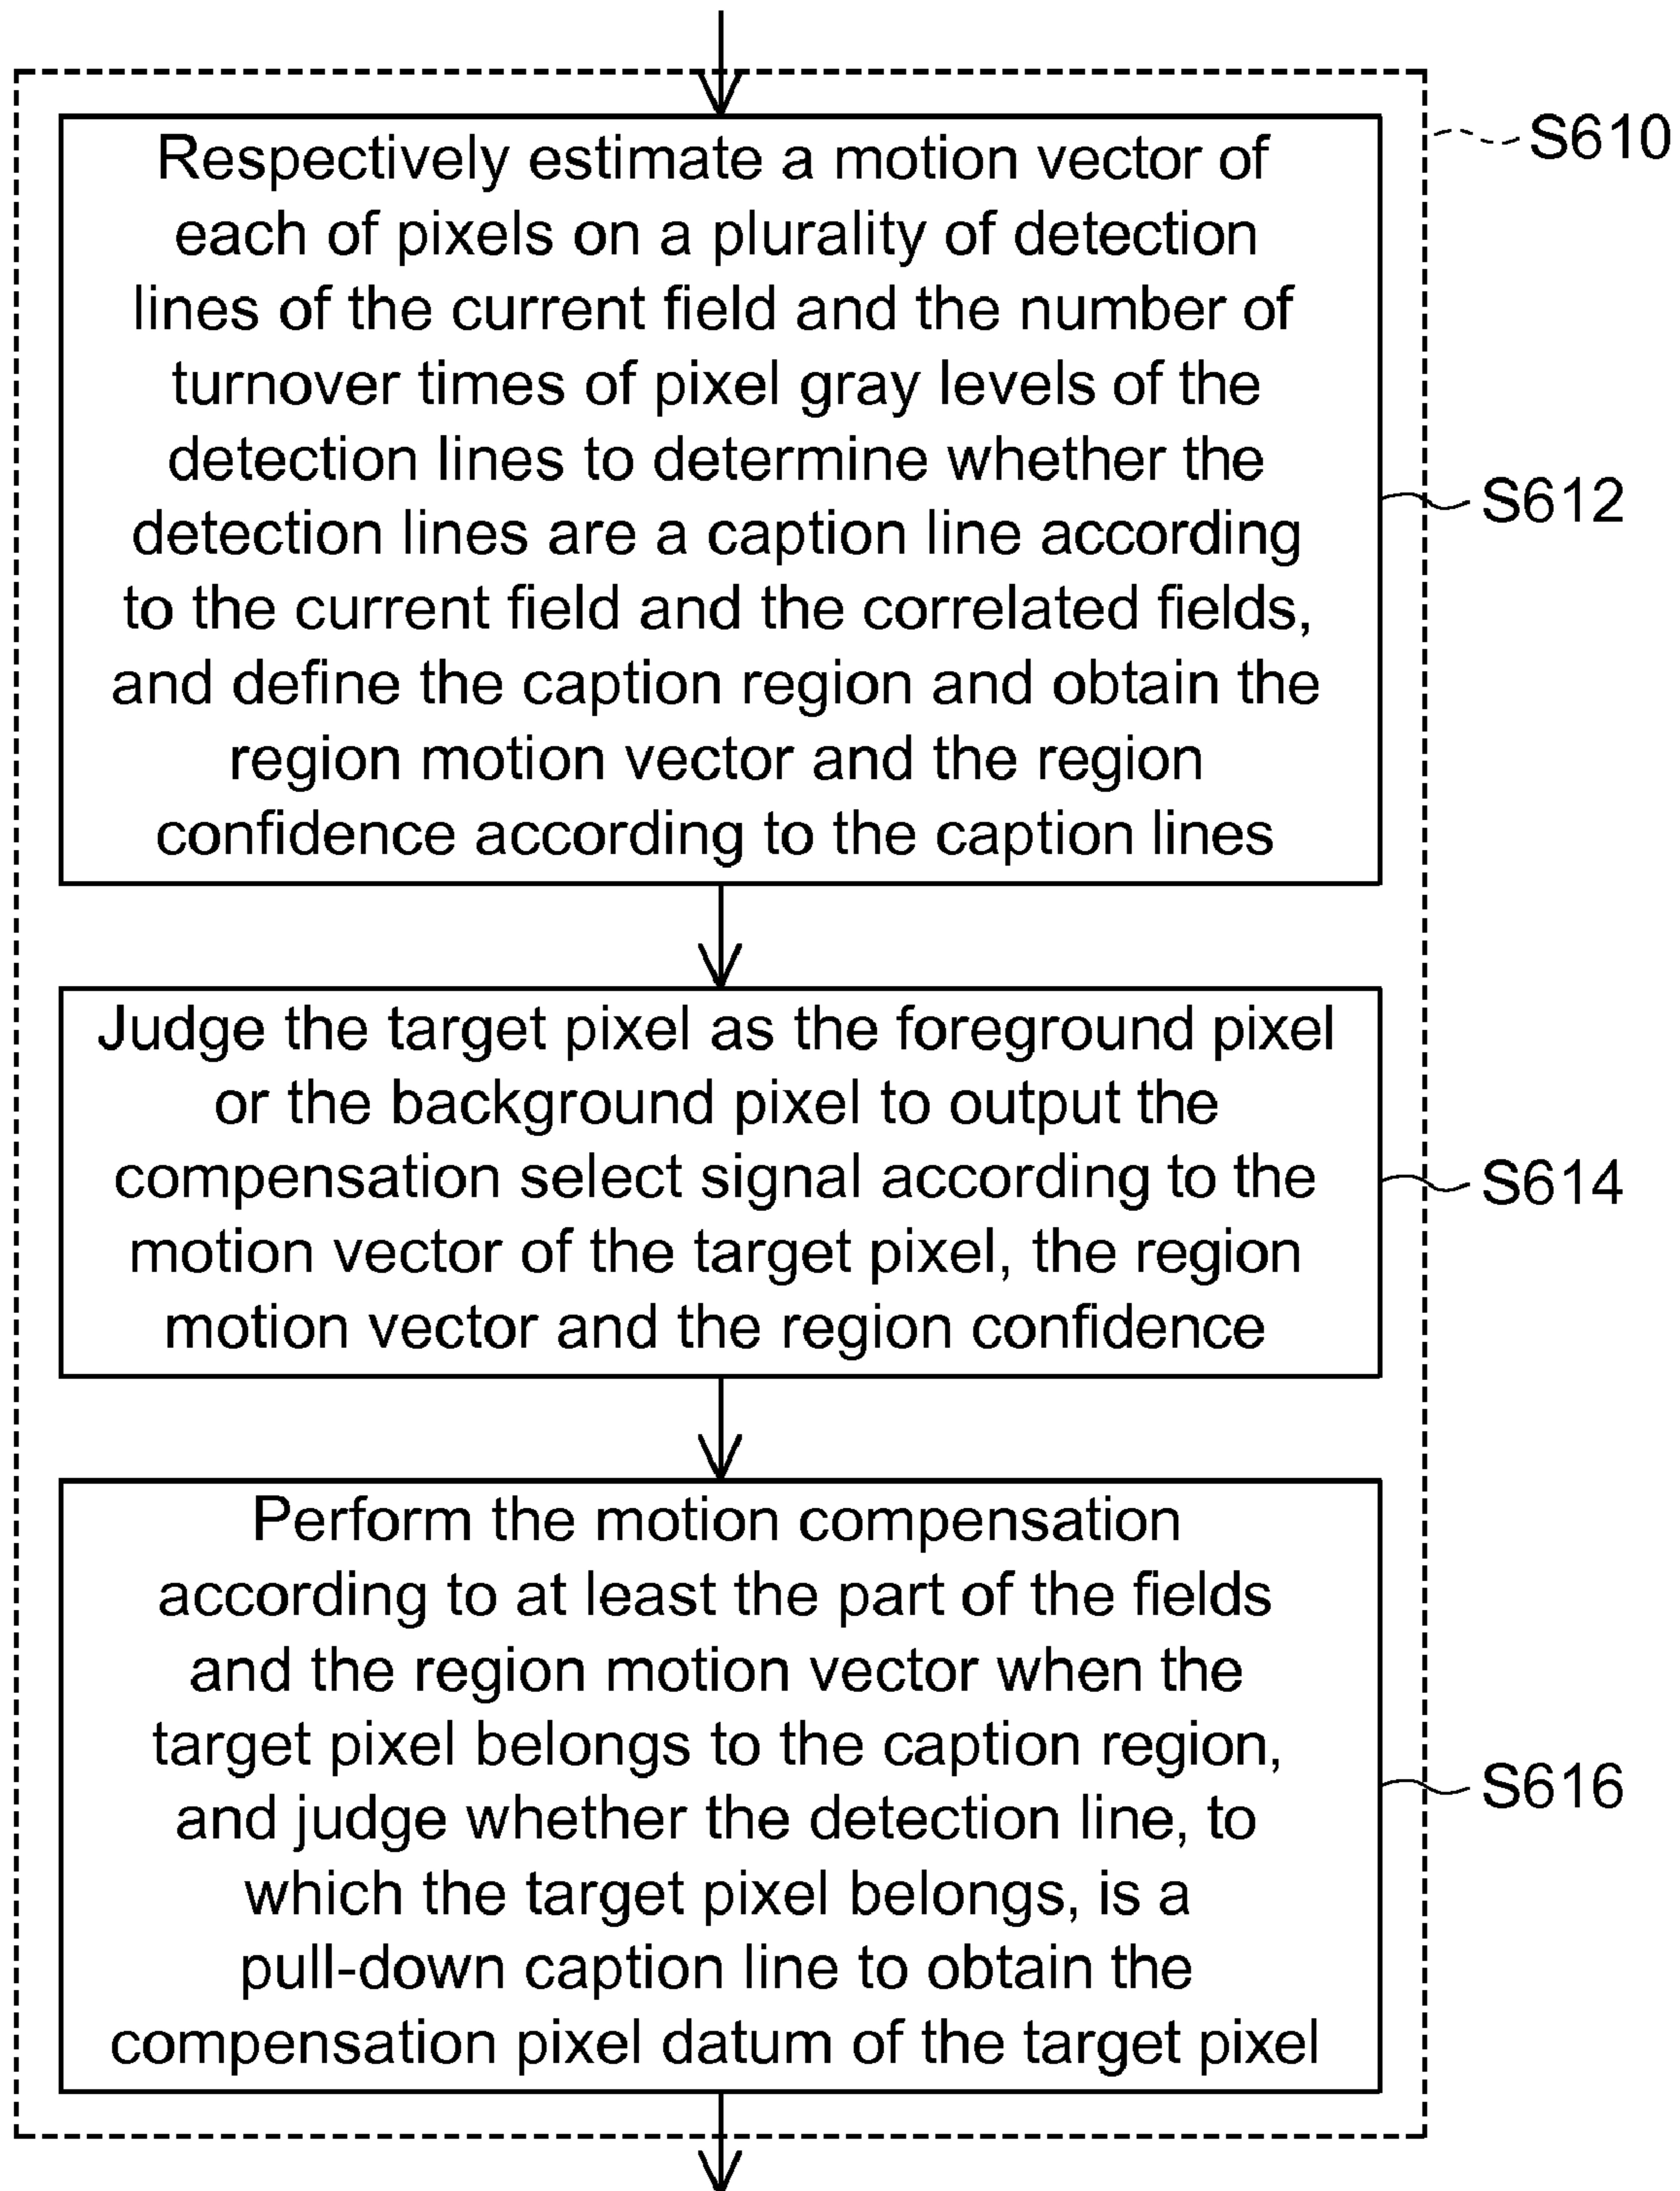 S610
Respectively estimate a motion vector of
each of pixels on a plurality of detection
lines of the current field and the number of
turnover times of pixel gray levels of the
detection lines to determine whether the
detection lines are a caption line according
to the current field and the correlated fields,
and define the caption region and obtain the
region motion vector and the region
confidence according to the caption lines
S612
Judge the target pixel as the foreground pixel
or the background pixel to output the
compensation select signal according to the
motion vector of the target pixel, the region
motion vector and the region confidence
S614
Perform the motion compensation
according to at least the part of the fields
and the region motion vector when the
target pixel belongs to the caption region,
and judge whether the detection line, to
which the target pixel belongs, is a
pull-down caption line to obtain the
compensation pixel datum of the target pixel
S616